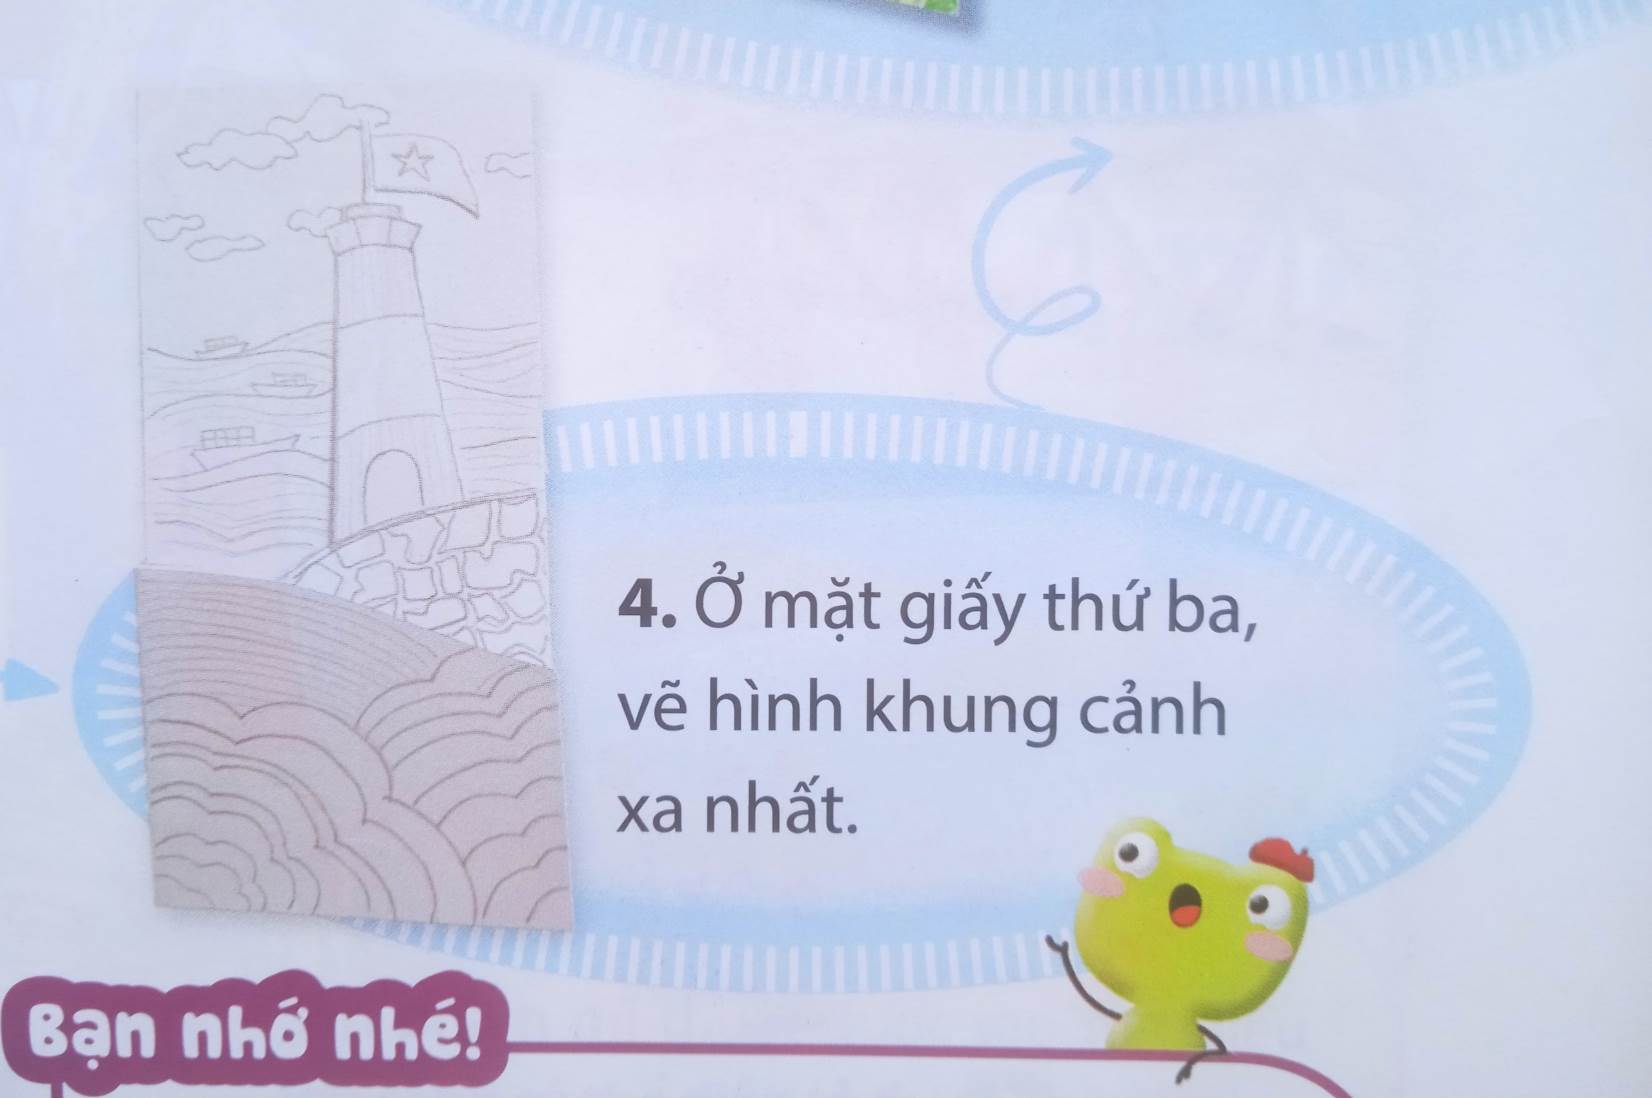 4. Ở mặt giấy thứ ba,
vẽ hình khung cảnh
xa nhất.
Bạn nhớ nhé!